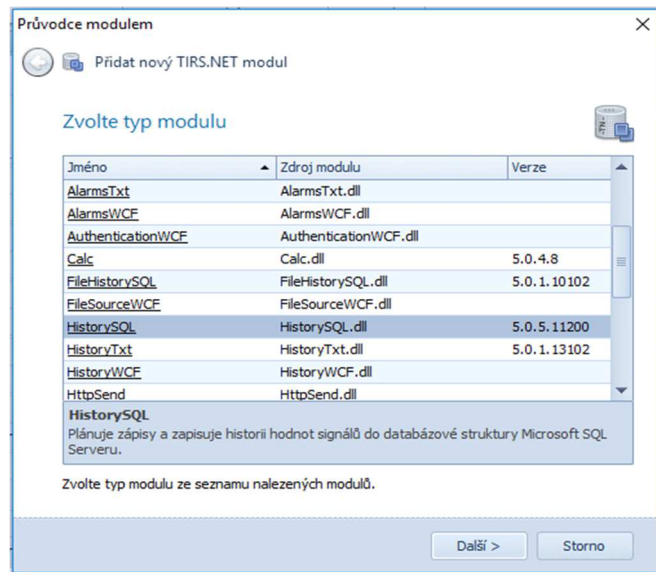 Průvodce modulem
Přidat nový TIRS.NET modul
Zvolte typ modulu
-TN-
Jméno Zdroj modulu Verze
AlarmsTxt AlarmsTxt.dll
AlarmsWCF AlarmsWCF.dll
AuthenticationWCF AuthenticationWCF.dll
Calc Calc.dll 5.0.4.8
FileHistorySQL FileHistorySQL.dll 5.0.1.10102
FileSourceWCF FileSourceWCF.dll
HistorySQL HistorySQL.dll 5.0.5.11200
HistoryTxt HistoryTxt.dll 5.0.1.13102
HistoryWCF HistoryWCF.dll
HttpSend HttpSend.dll
HistorySQL
Plánuje zápisy a zapisuje historii hodnot signálů do databázové struktury Microsoft SQL
Serveru.
Zvolte typ modulu ze seznamu nalezených modulů.
Další > Storno